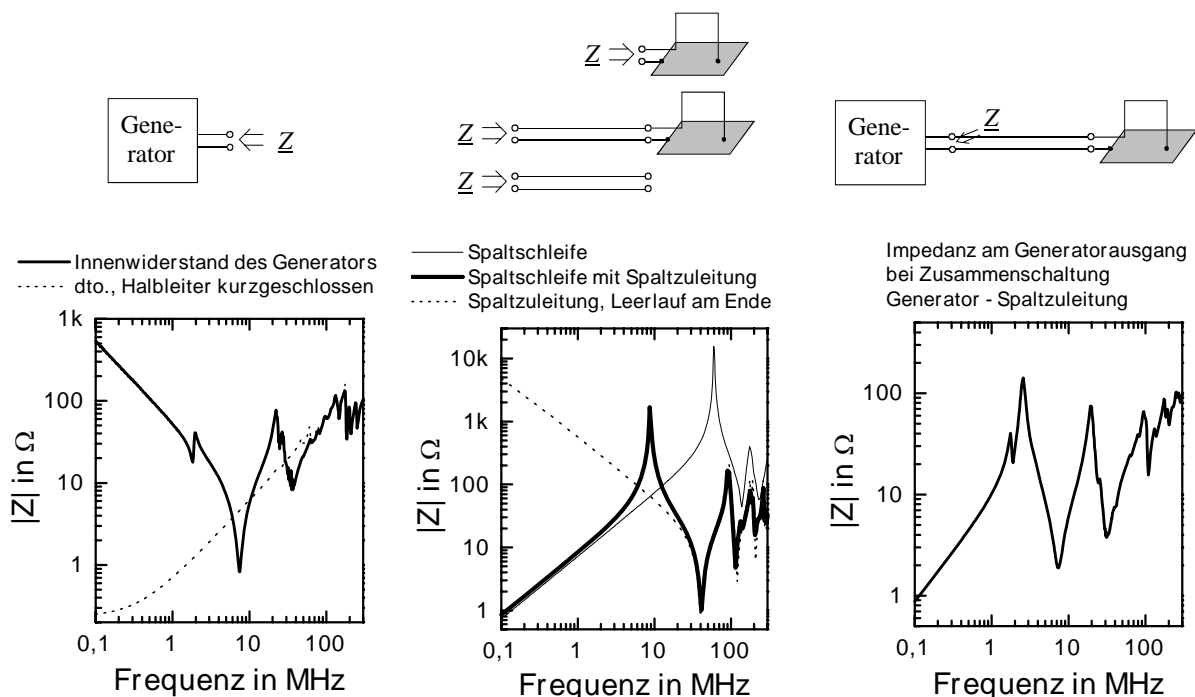 Z
Z
Gene-
rator
Z
Z
Z
Gene-
rator
Z
Innenwiderstand des Generators
dto., Halbleiter kurzgeschlossen
1k
100
10
1
|Z| in Ω
0,1
1
10
100
Frequenz in MHz
Spaltschleife
Spaltschleife mit Spaltzuleitung
Spaltzuleitung, Leerlauf am Ende
10k
1k
100
10
1
|Z| in Ω
0,1
1
10
100
Frequenz in MHz
Impedanz am Generatorausgang
bei Zusammenschaltung
Generator - Spaltzuleitung
100
10
1
|Z| in Ω
0,1
1
10
100
Frequenz in MHz